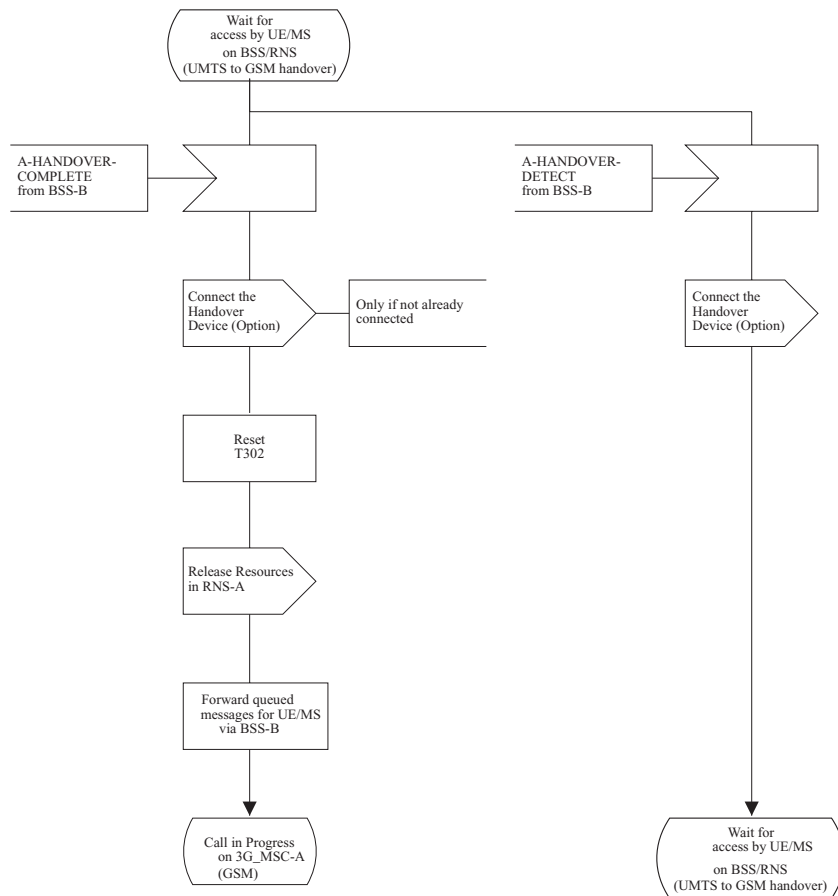 Wait for
access by UE/MS
on BSS/RNS
(UMTS to GSM handover)
A-HANDOVER-
COMPLETE
from BSS-B
A-HANDOVER-
DETECT
from BSS-B
Connect the
Handover
Device (Option)
Only if not already
connected
Connect the
Handover
Device (Option)
Reset
T302
Release Resources
in RNS-A
Forward queued
messages for UE/MS
via BSS-B
Call in Progress
on 3G_MSC-A
(GSM)
Wait for
access by UE/MS
on BSS/RNS
(UMTS to GSM handover)